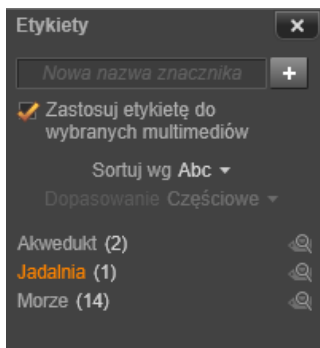 Etykiety
Nowa nazwa znacznika
Zastosuj etykietę do
wybranych multimediów
Sortuj wg Abc
Dopasowanie Częściowe
Akwedukt (2)
Jadalnia (1)
Morze (14)